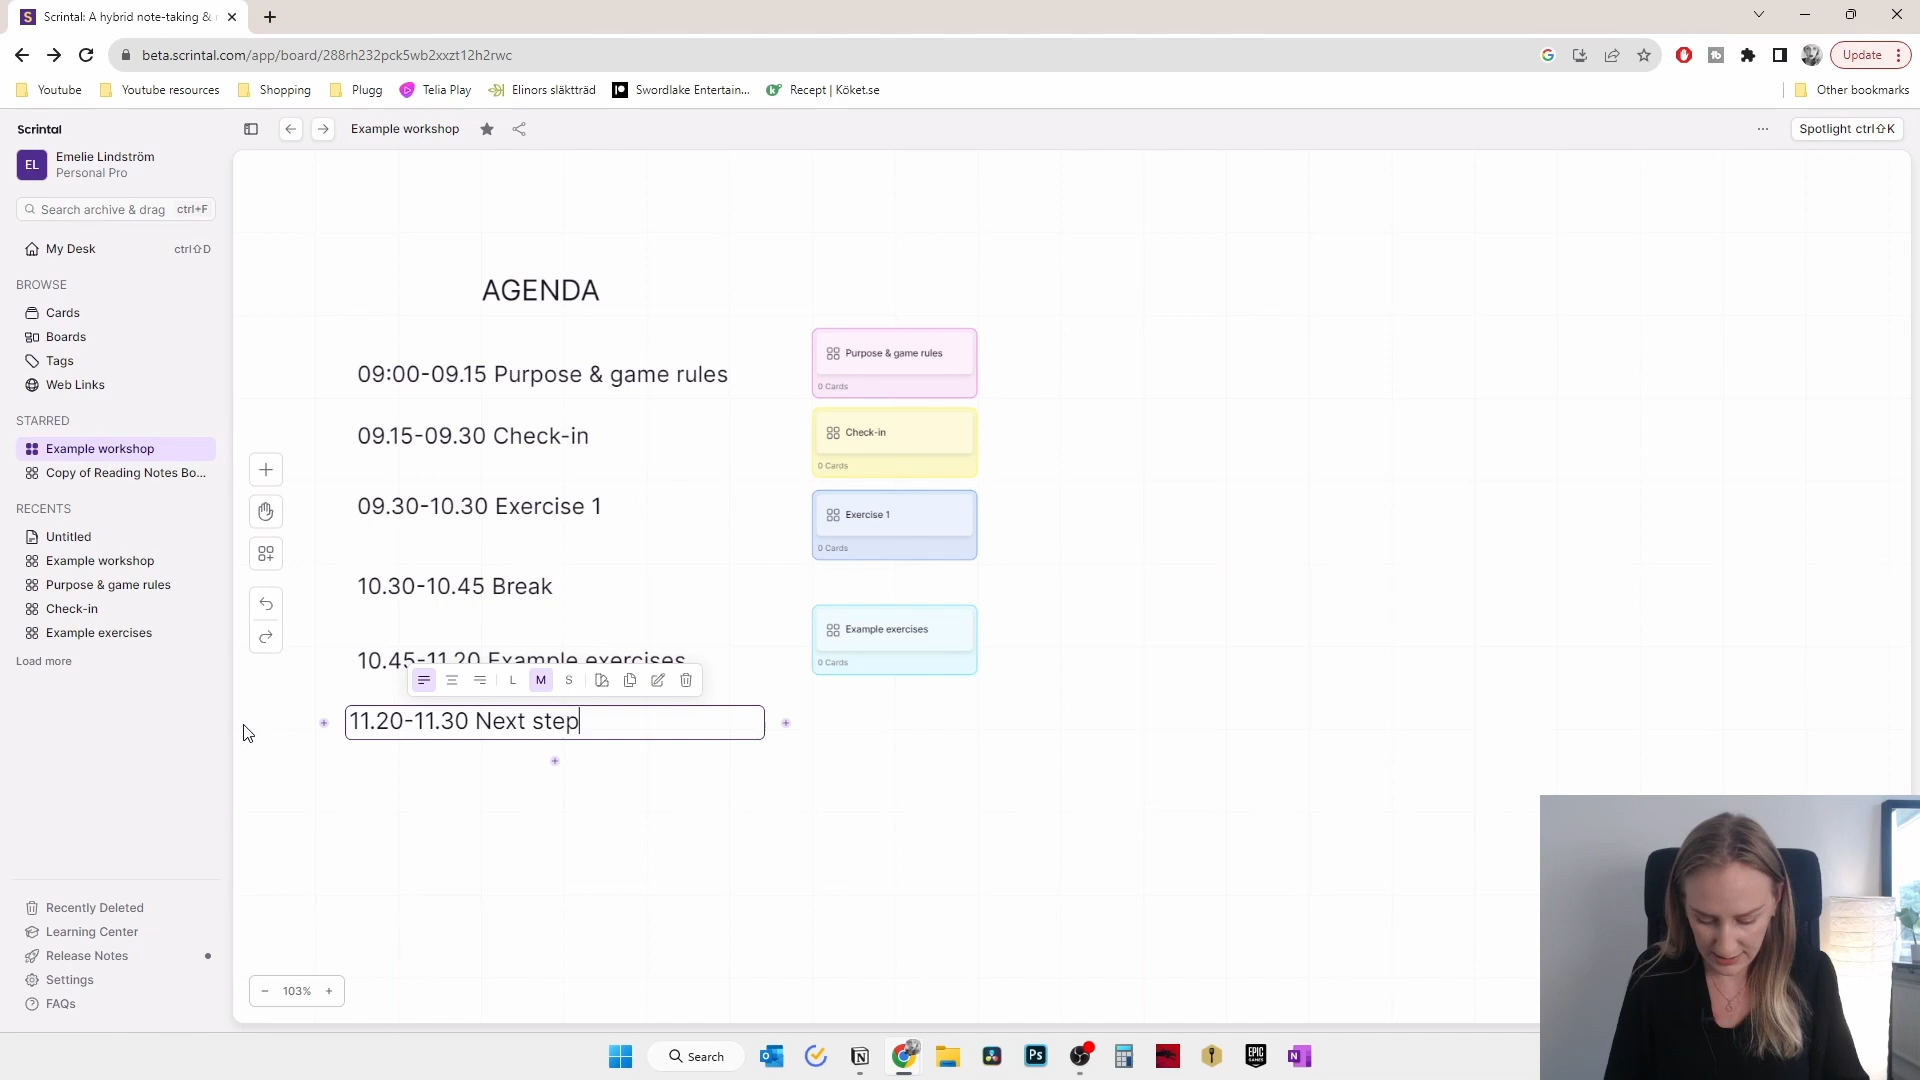 Scrintal: A hybrid note-taking &
beta.scrintal.com/app/board/288rh232pck5wb2xxzt12h2rwc
Update
Youtube
Youtube resources
Shopping
Plugg
Telia Play
Elinors släktträd
Swordlake Entertain...
Recept | Köket.se
Other bookmarks
Scrintal
Example workshop
Spotlight ctrl⇧K
EL
Emelie Lindström
Personal Pro
Search archive & drag
ctrl+F
My Desk
ctrl⇧D
BROWSE
Cards
Boards
Tags
Web Links
STARRED
Example workshop
Copy of Reading Notes Bo...
RECENTS
Untitled
Example workshop
Purpose & game rules
Check-in
Example exercises
Load more
Recently Deleted
Learning Center
Release Notes
Settings
FAQs
AGENDA
09:00-09.15 Purpose & game rules
09.15-09.30 Check-in
09.30-10.30 Exercise 1
10.30-10.45 Break
10.45-11.20 Example exercises
L
M
S
11.20-11.30 Next step
Purpose & game rules
0 Cards
Check-in
0 Cards
Exercise 1
0 Cards
Example exercises
0 Cards
103%
Search
Ps
EPIC
GAMES
N